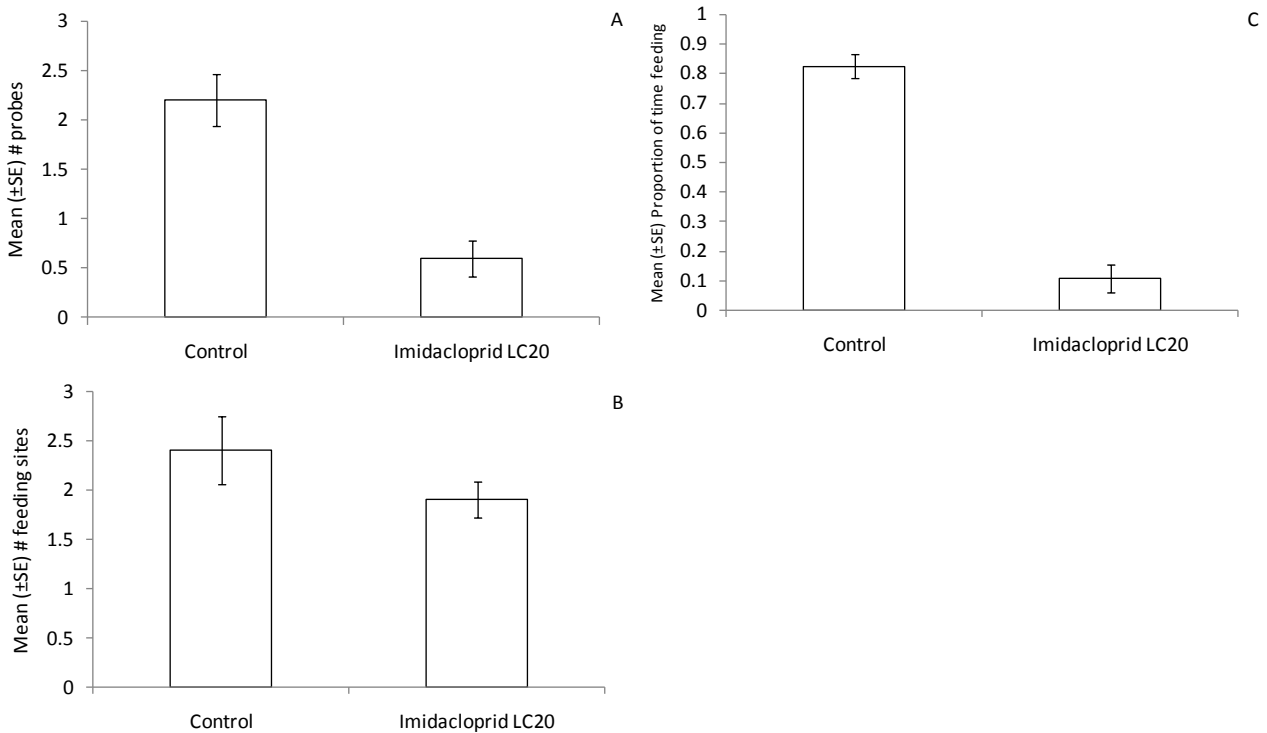 A
Mean (±SE) # probes
3
2.5
2
1.5
1
0.5
0
Control
Imidacloprid LC20
B
Mean (±SE) # feeding sites
3
2.5
2
1.5
1
0.5
0
Control
Imidacloprid LC20
C
Mean (±SE) Proportion of time feeding
1
0.9
0.8
0.7
0.6
0.5
0.4
0.3
0.2
0.1
0
Control
Imidacloprid LC20